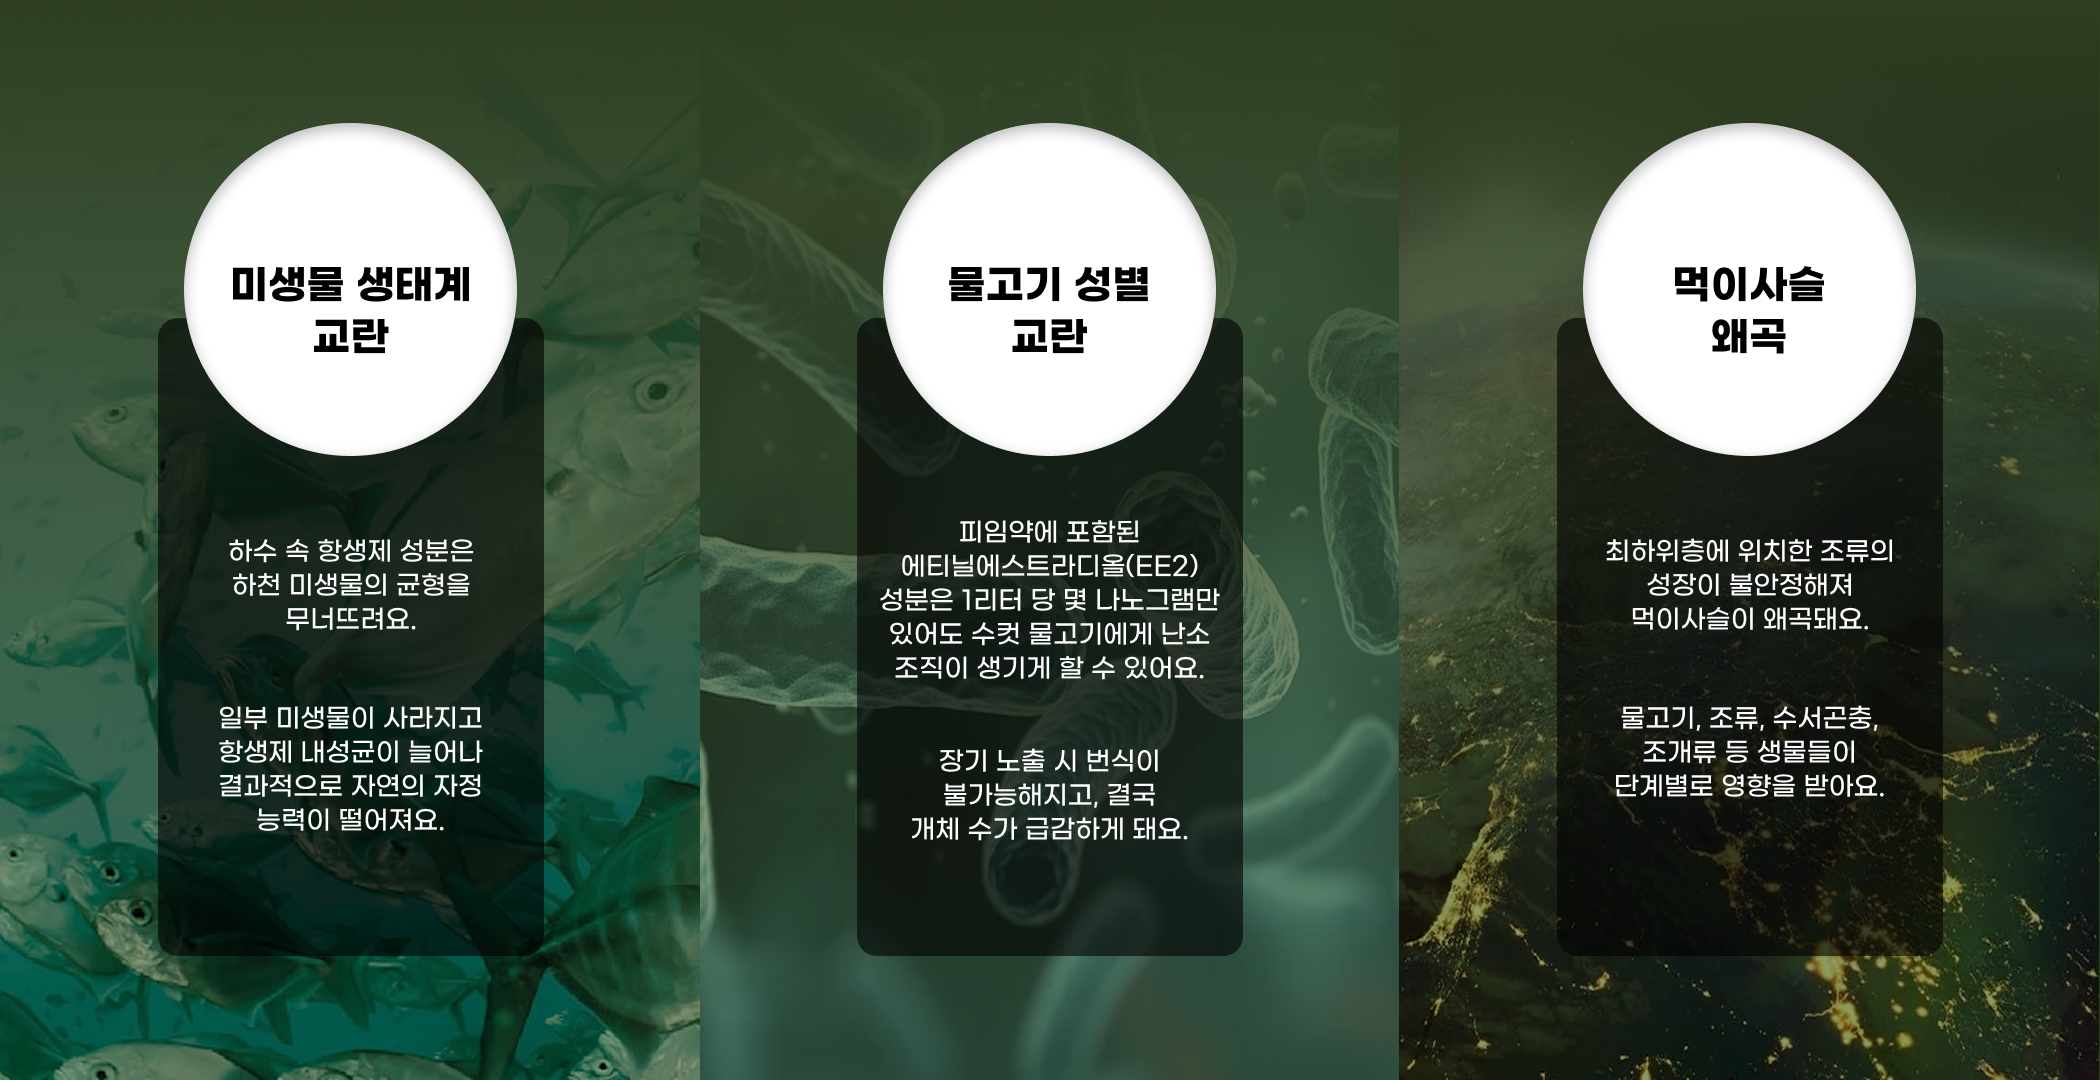 미생물 생태계
교란
하수 속 항생제 성분은
하천 미생물의 균형을
무너뜨려요.
일부 미생물이 사라지고
항생제 내성균이 늘어나
결과적으로 자연의 자정
능력이 떨어져요.
물고기 성별
교란
피임약에 포함된
에티닐에스트라디올(EE2)
성분은 1리터 당 몇 나노그램만
있어도 수컷 물고기에게 난소
조직이 생기게 할 수 있어요.
장기 노출 시 번식이
불가능해지고, 결국
개체 수가 급감하게 돼요.
먹이사슬
왜곡
최하위층에 위치한 조류의
성장이 불안정해져
먹이사슬이 왜곡돼요.
물고기, 조류, 수서곤충,
조개류 등 생물들이
단계별로 영향을 받아요.